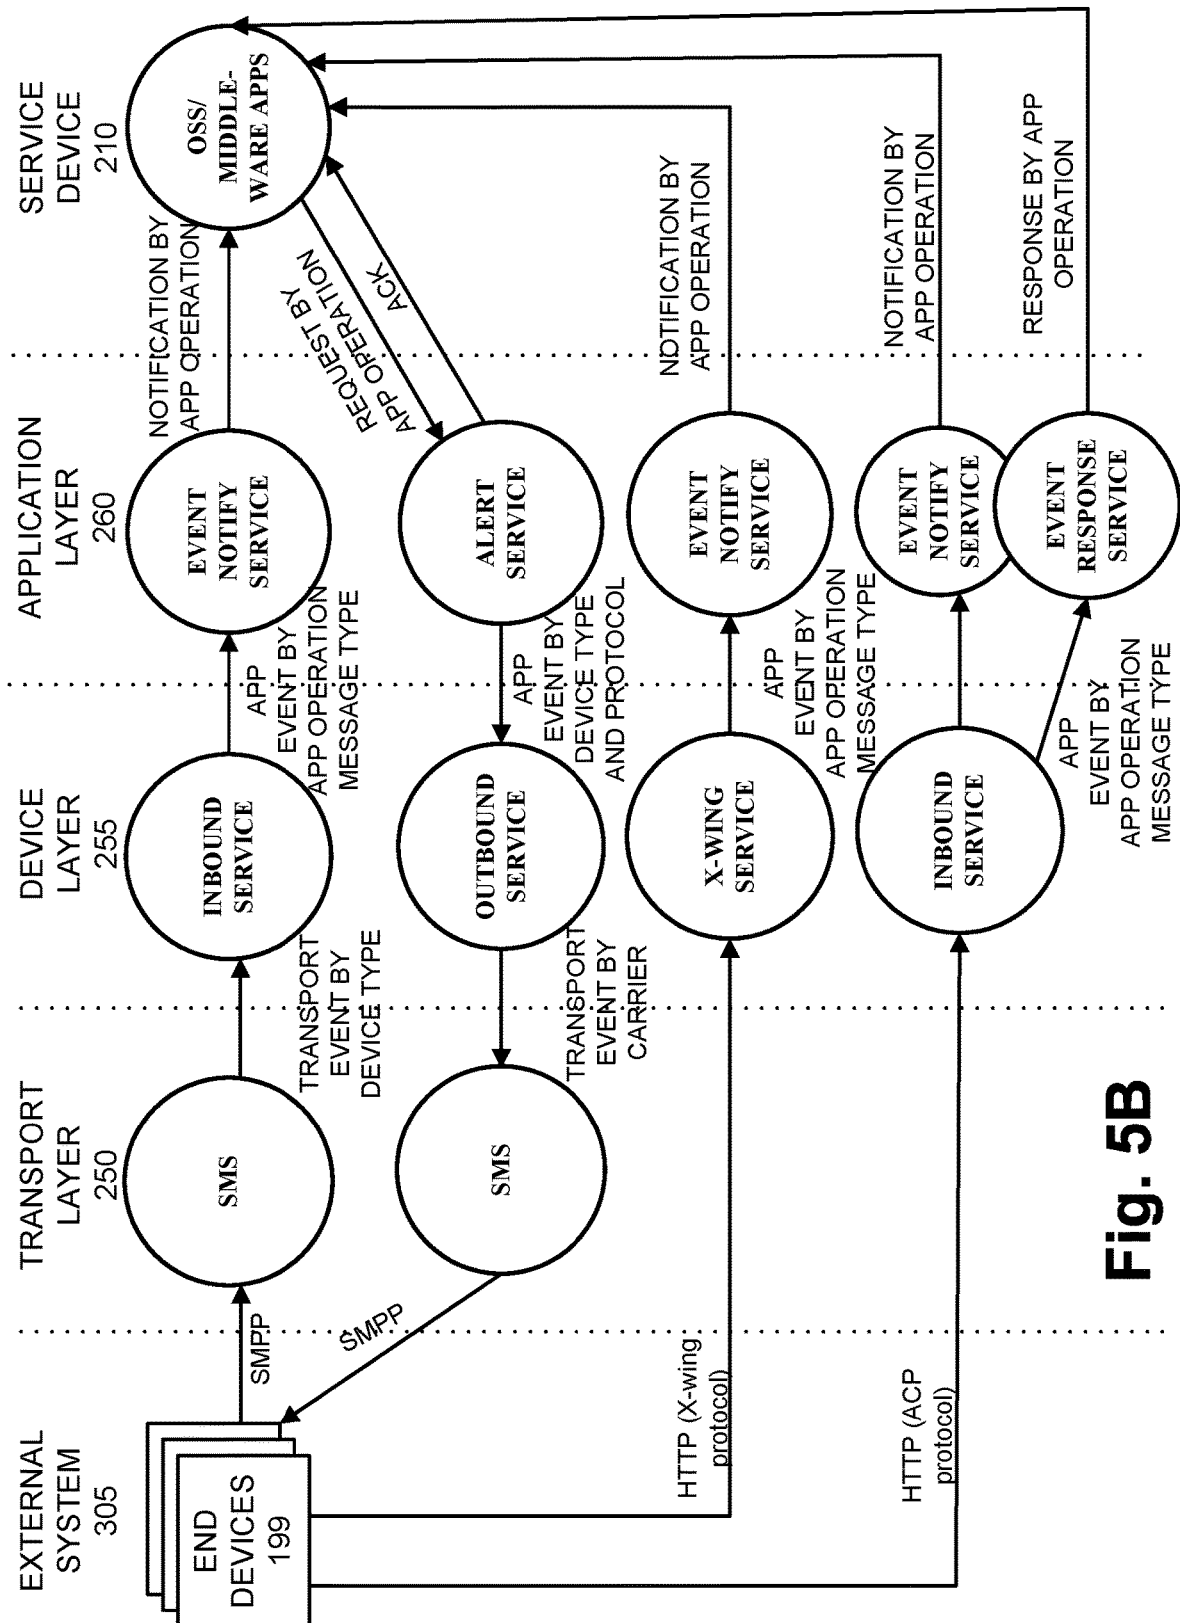 EXTERNAL
SYSTEM
305
TRANSPORT
LAYER
250
DEVICE
LAYER
255
APPLICATION
LAYER
260
SERVICE
DEVICE
210
END
DEVICES
199
SMPP
SMS
TRANSPORT
EVENT BY
DEVICE TYPE
INBOUND
SERVICE
APP
EVENT BY
APP OPERATION
MESSAGE TYPE
EVENT
NOTIFY
SERVICE
NOTIFICATION BY
APP OPERATION
OSS/
MIDDLE-
WARE APPS
SMPP
SMS
TRANSPORT
EVENT BY
CARRIER
OUTBOUND
SERVICE
APP
EVENT BY
DEVICE TYPE
AND PROTOCOL
ALERT
SERVICE
REQUEST BY
APP OPERATION
ACK
HTTP (X-wing
protocol)
X-WING
SERVICE
APP
EVENT BY
APP OPERATION
MESSAGE TYPE
EVENT
NOTIFY
SERVICE
NOTIFICATION BY
APP OPERATION
HTTP (ACP
protocol)
INBOUND
SERVICE
APP
EVENT BY
APP OPERATION
MESSAGE TYPE
EVENT
NOTIFY
SERVICE
NOTIFICATION BY
APP OPERATION
EVENT
RESPONSE
SERVICE
RESPONSE BY APP
OPERATION
Fig. 5B